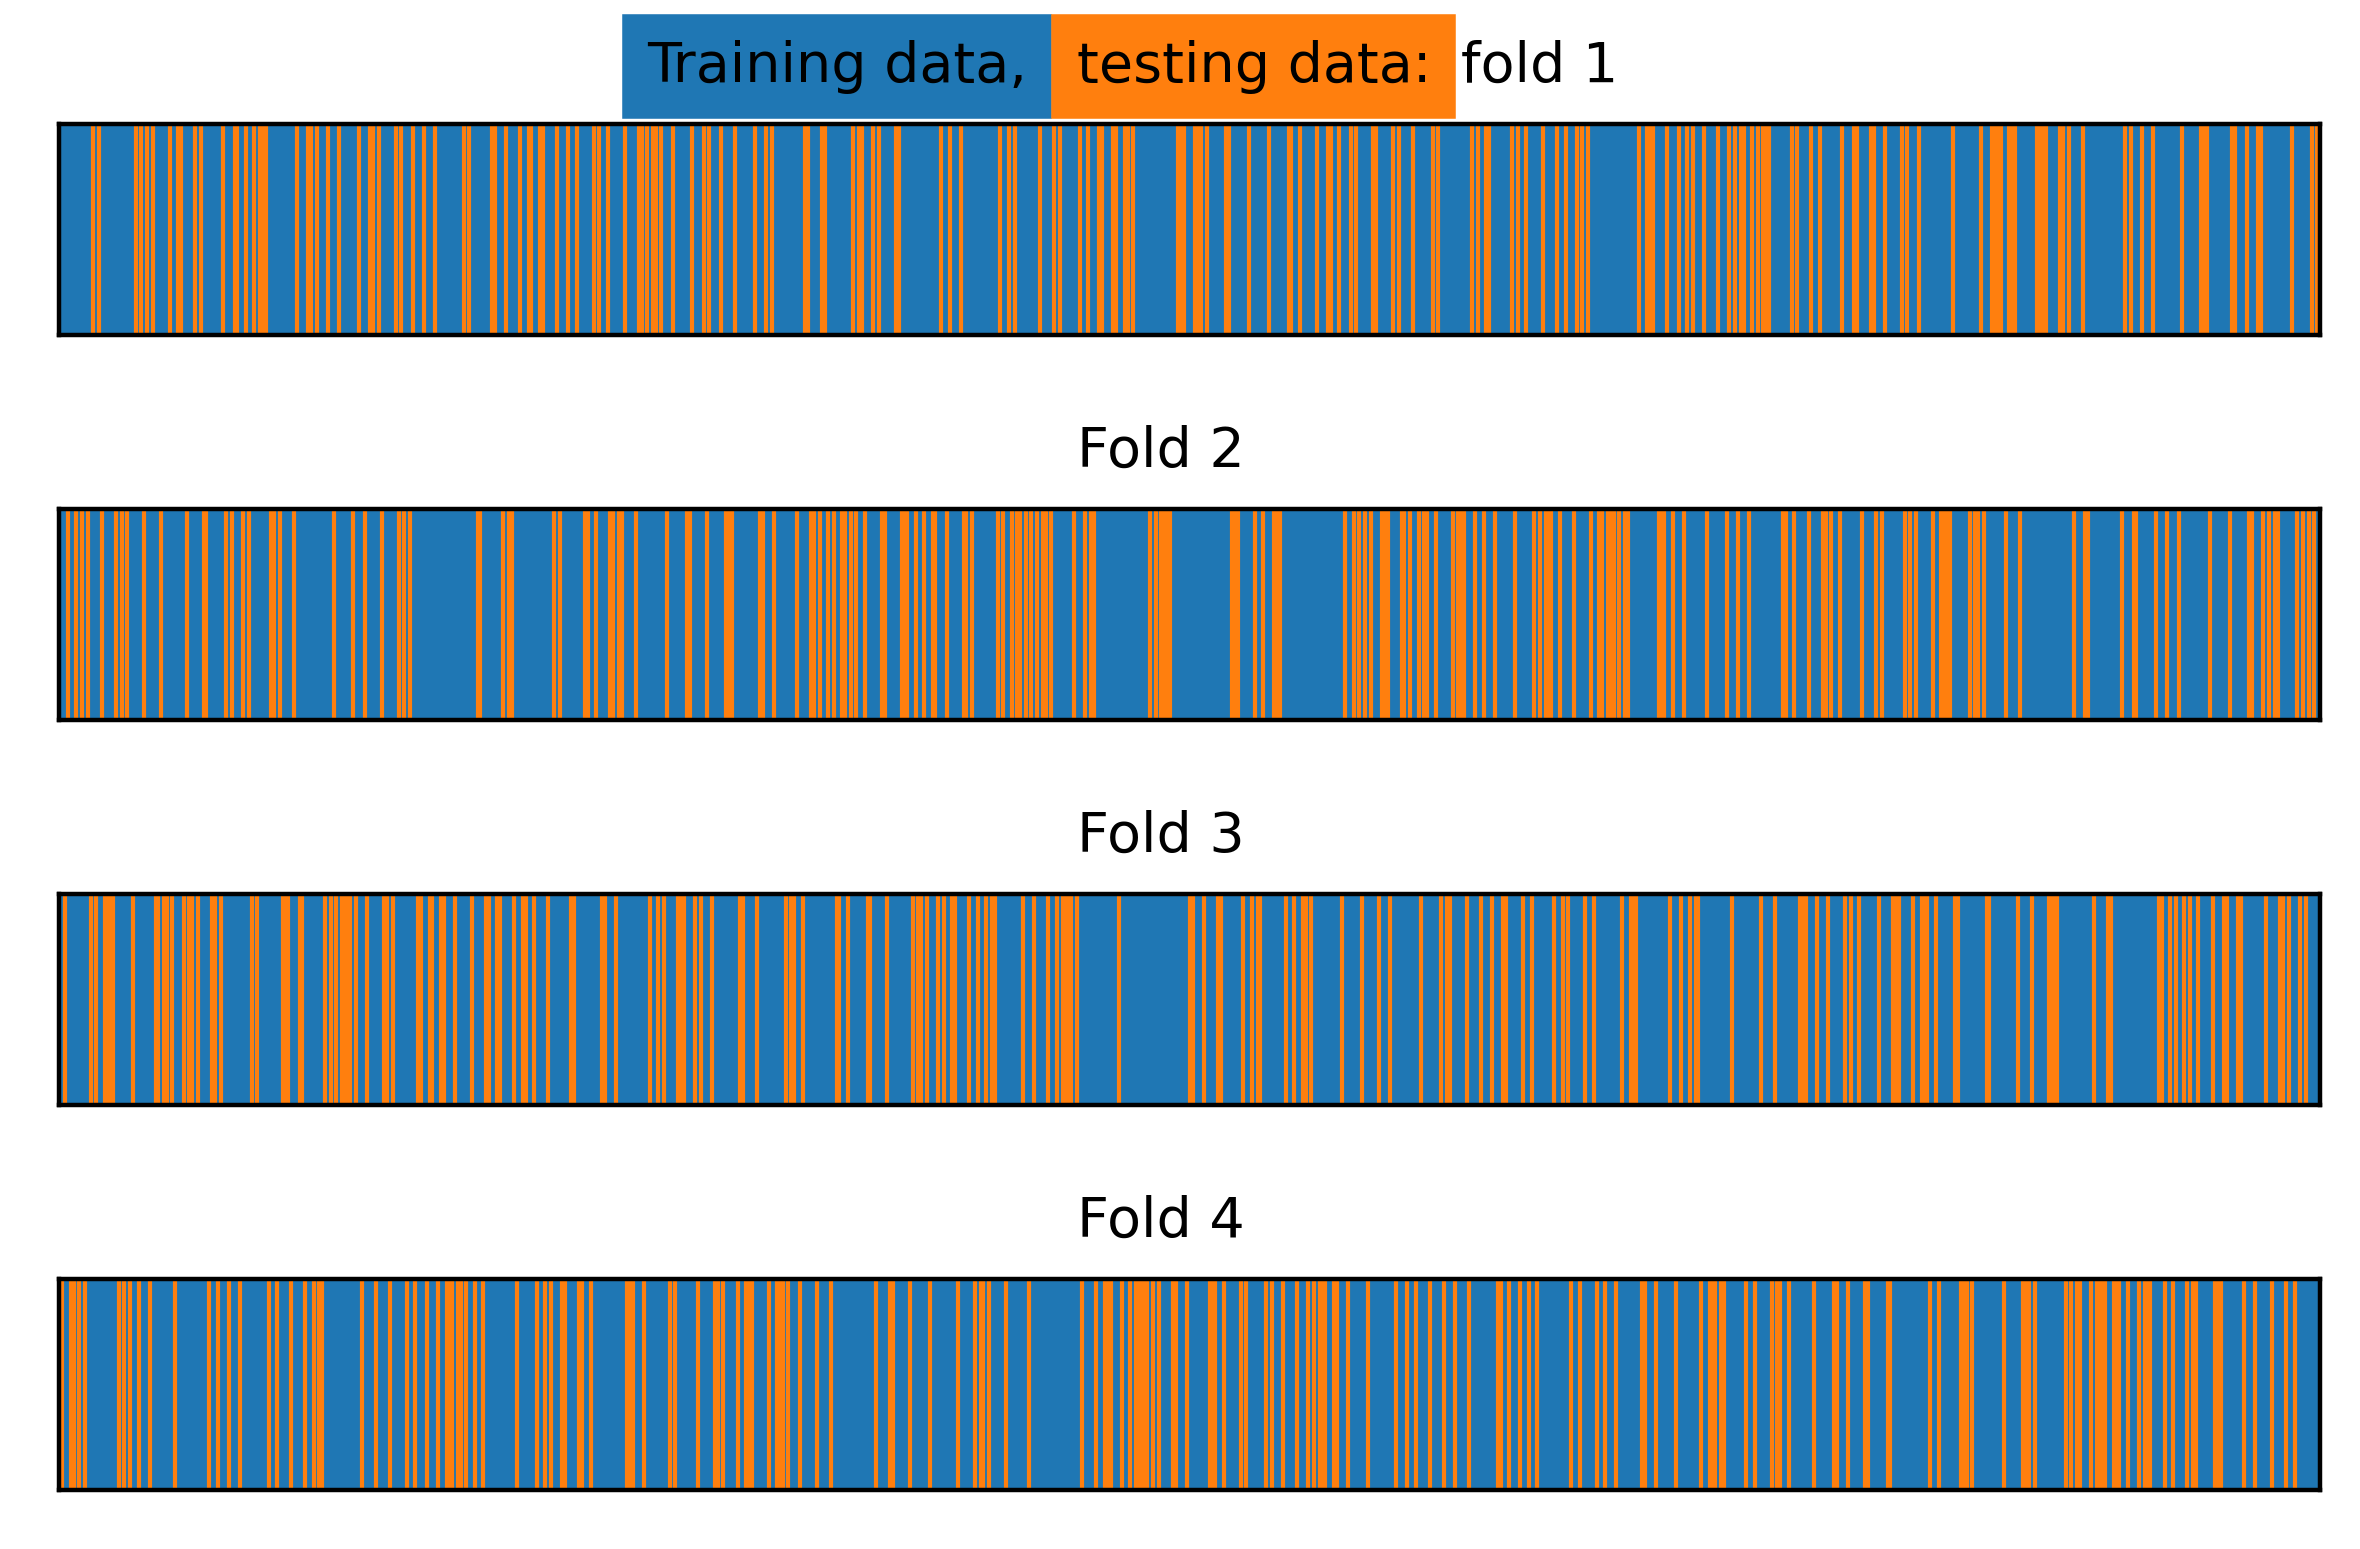 Training data, testing data: fold 1
Fold 2
Fold 3
Fold 4